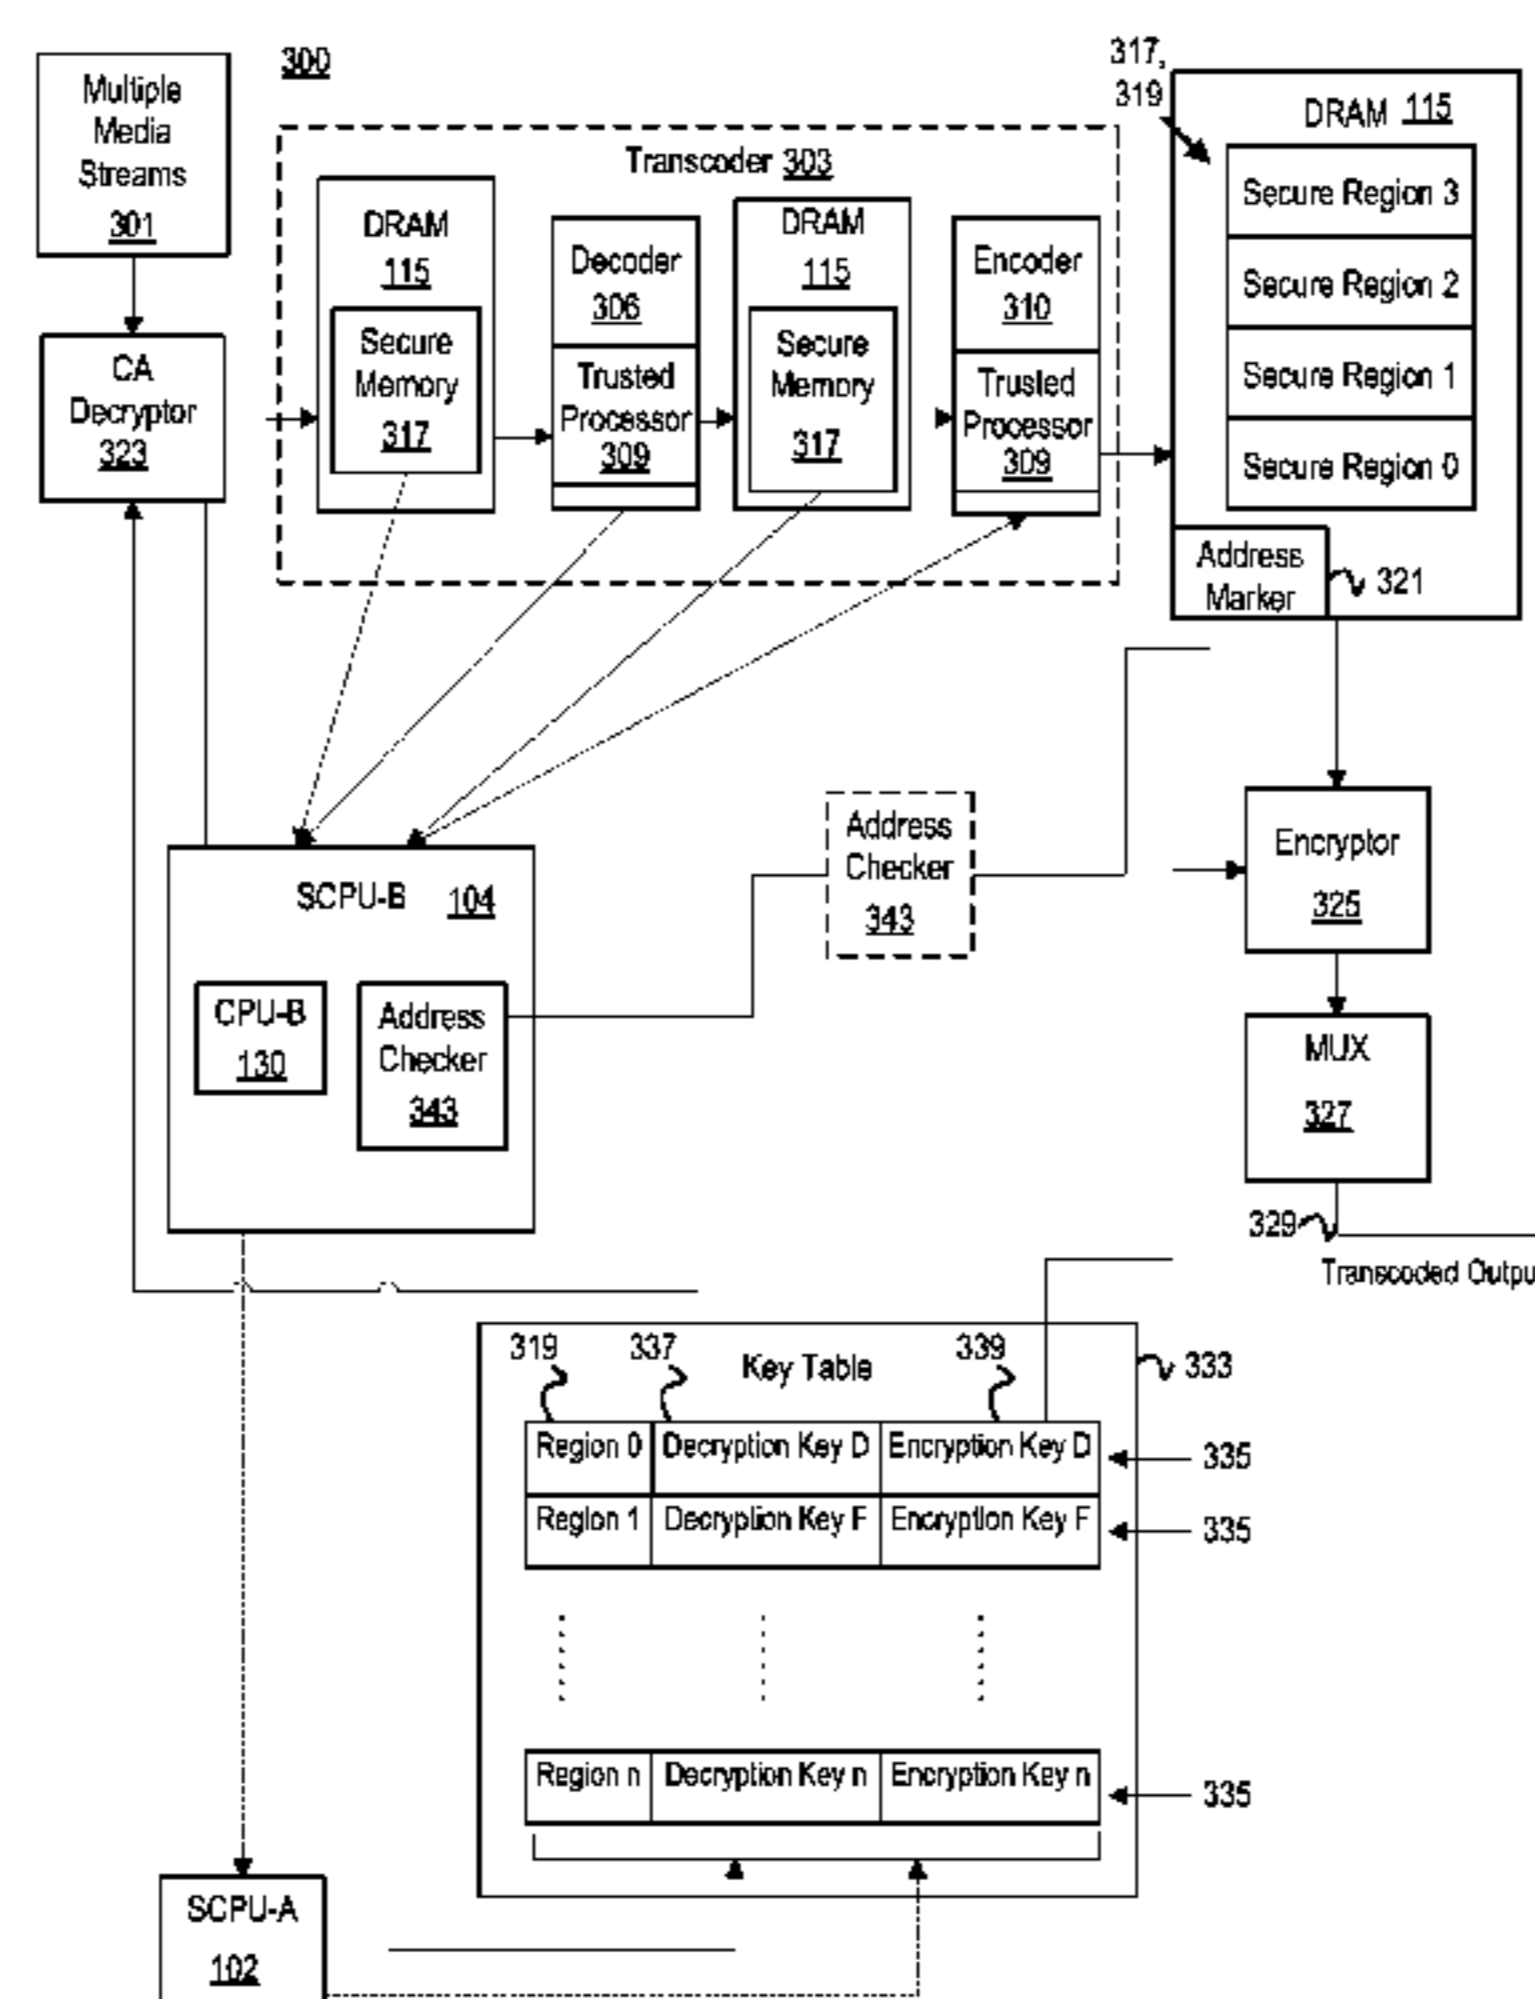 300
Multiple
Media
Streams
301
CA
Decryptor
323
Transcoder 303
DRAM
115
Secure
Memory
317
Decoder
306
Trusted
Processor
309
DRAM
115
Secure
Memory
317
Encoder
310
Trusted
Processor
309
317,
319
DRAM 115
Secure Region 3
Secure Region 2
Secure Region 1
Secure Region 0
Address
Marker
321
SCPU-B 104
CPU-B
130
Address
Checker
343
Address
Checker
343
Encryptor
325
MUX
327
329
Transcoded Outpu
319 337 Key Table 339 333
Region 0 Decryption Key D Encryption Key D 335
Region 1 Decryption Key F Encryption Key F 335
Region n Decryption Key n Encryption Key n 335
SCPU-A
102